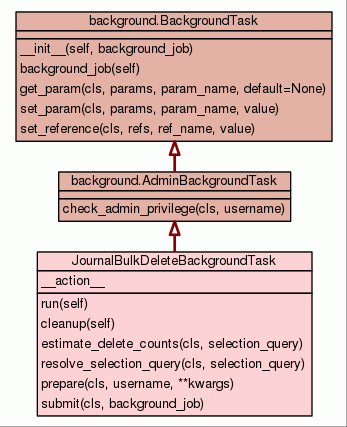 background.BackgroundTask
__init__(self, background_job)
background_job(self)
get_param(cls, params, param_name, default=None)
set_param(cls, params, param_name, value)
set_reference(cls, refs, ref_name, value)
background.AdminBackgroundTask
check_admin_privilege(cls, username)
JournalBulkDeleteBackgroundTask
__action__
run(self)
cleanup(self)
estimate_delete_counts(cls, selection_query)
resolve_selection_query(cls, selection_query)
prepare(cls, username, **kwargs)
submit(cls, background_job)